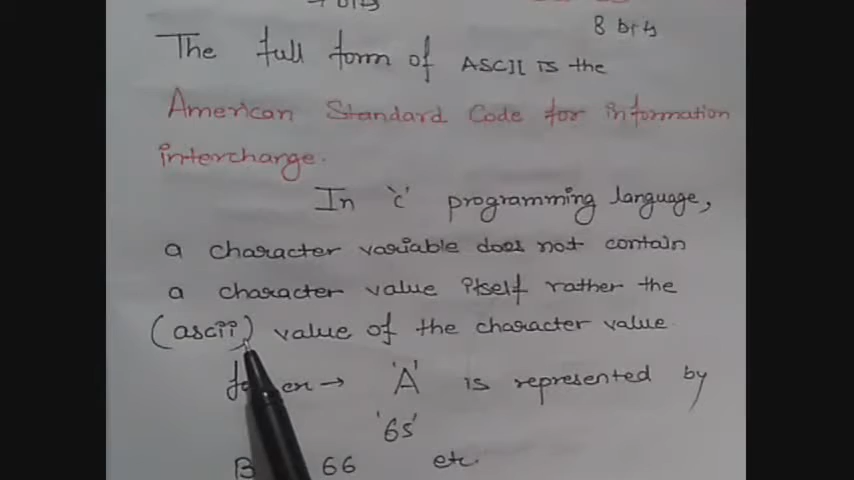 8 bits
The full form of ASCII is the
American Standard Code for information
interchange.
In 'c' programming language,
a character variable does not contain
a character value itself rather the
(ascii) value of the character value.
for ex → 'A' is represented by
'65'
B 66 etc.